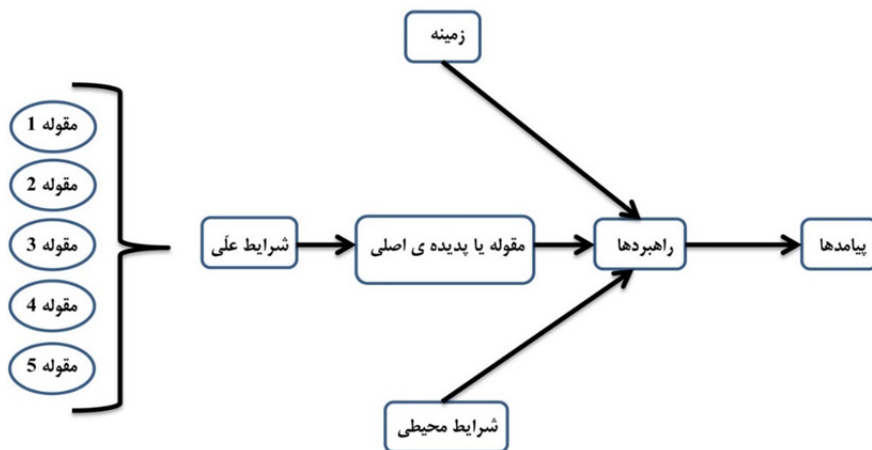 زمینه
مقوله 1
مقوله 2
مقوله 3
مقوله 4
مقوله 5
شرایط علّی
مقوله یا پدیده ی اصلی
راهبردها
پیامدها
شرایط محیطی